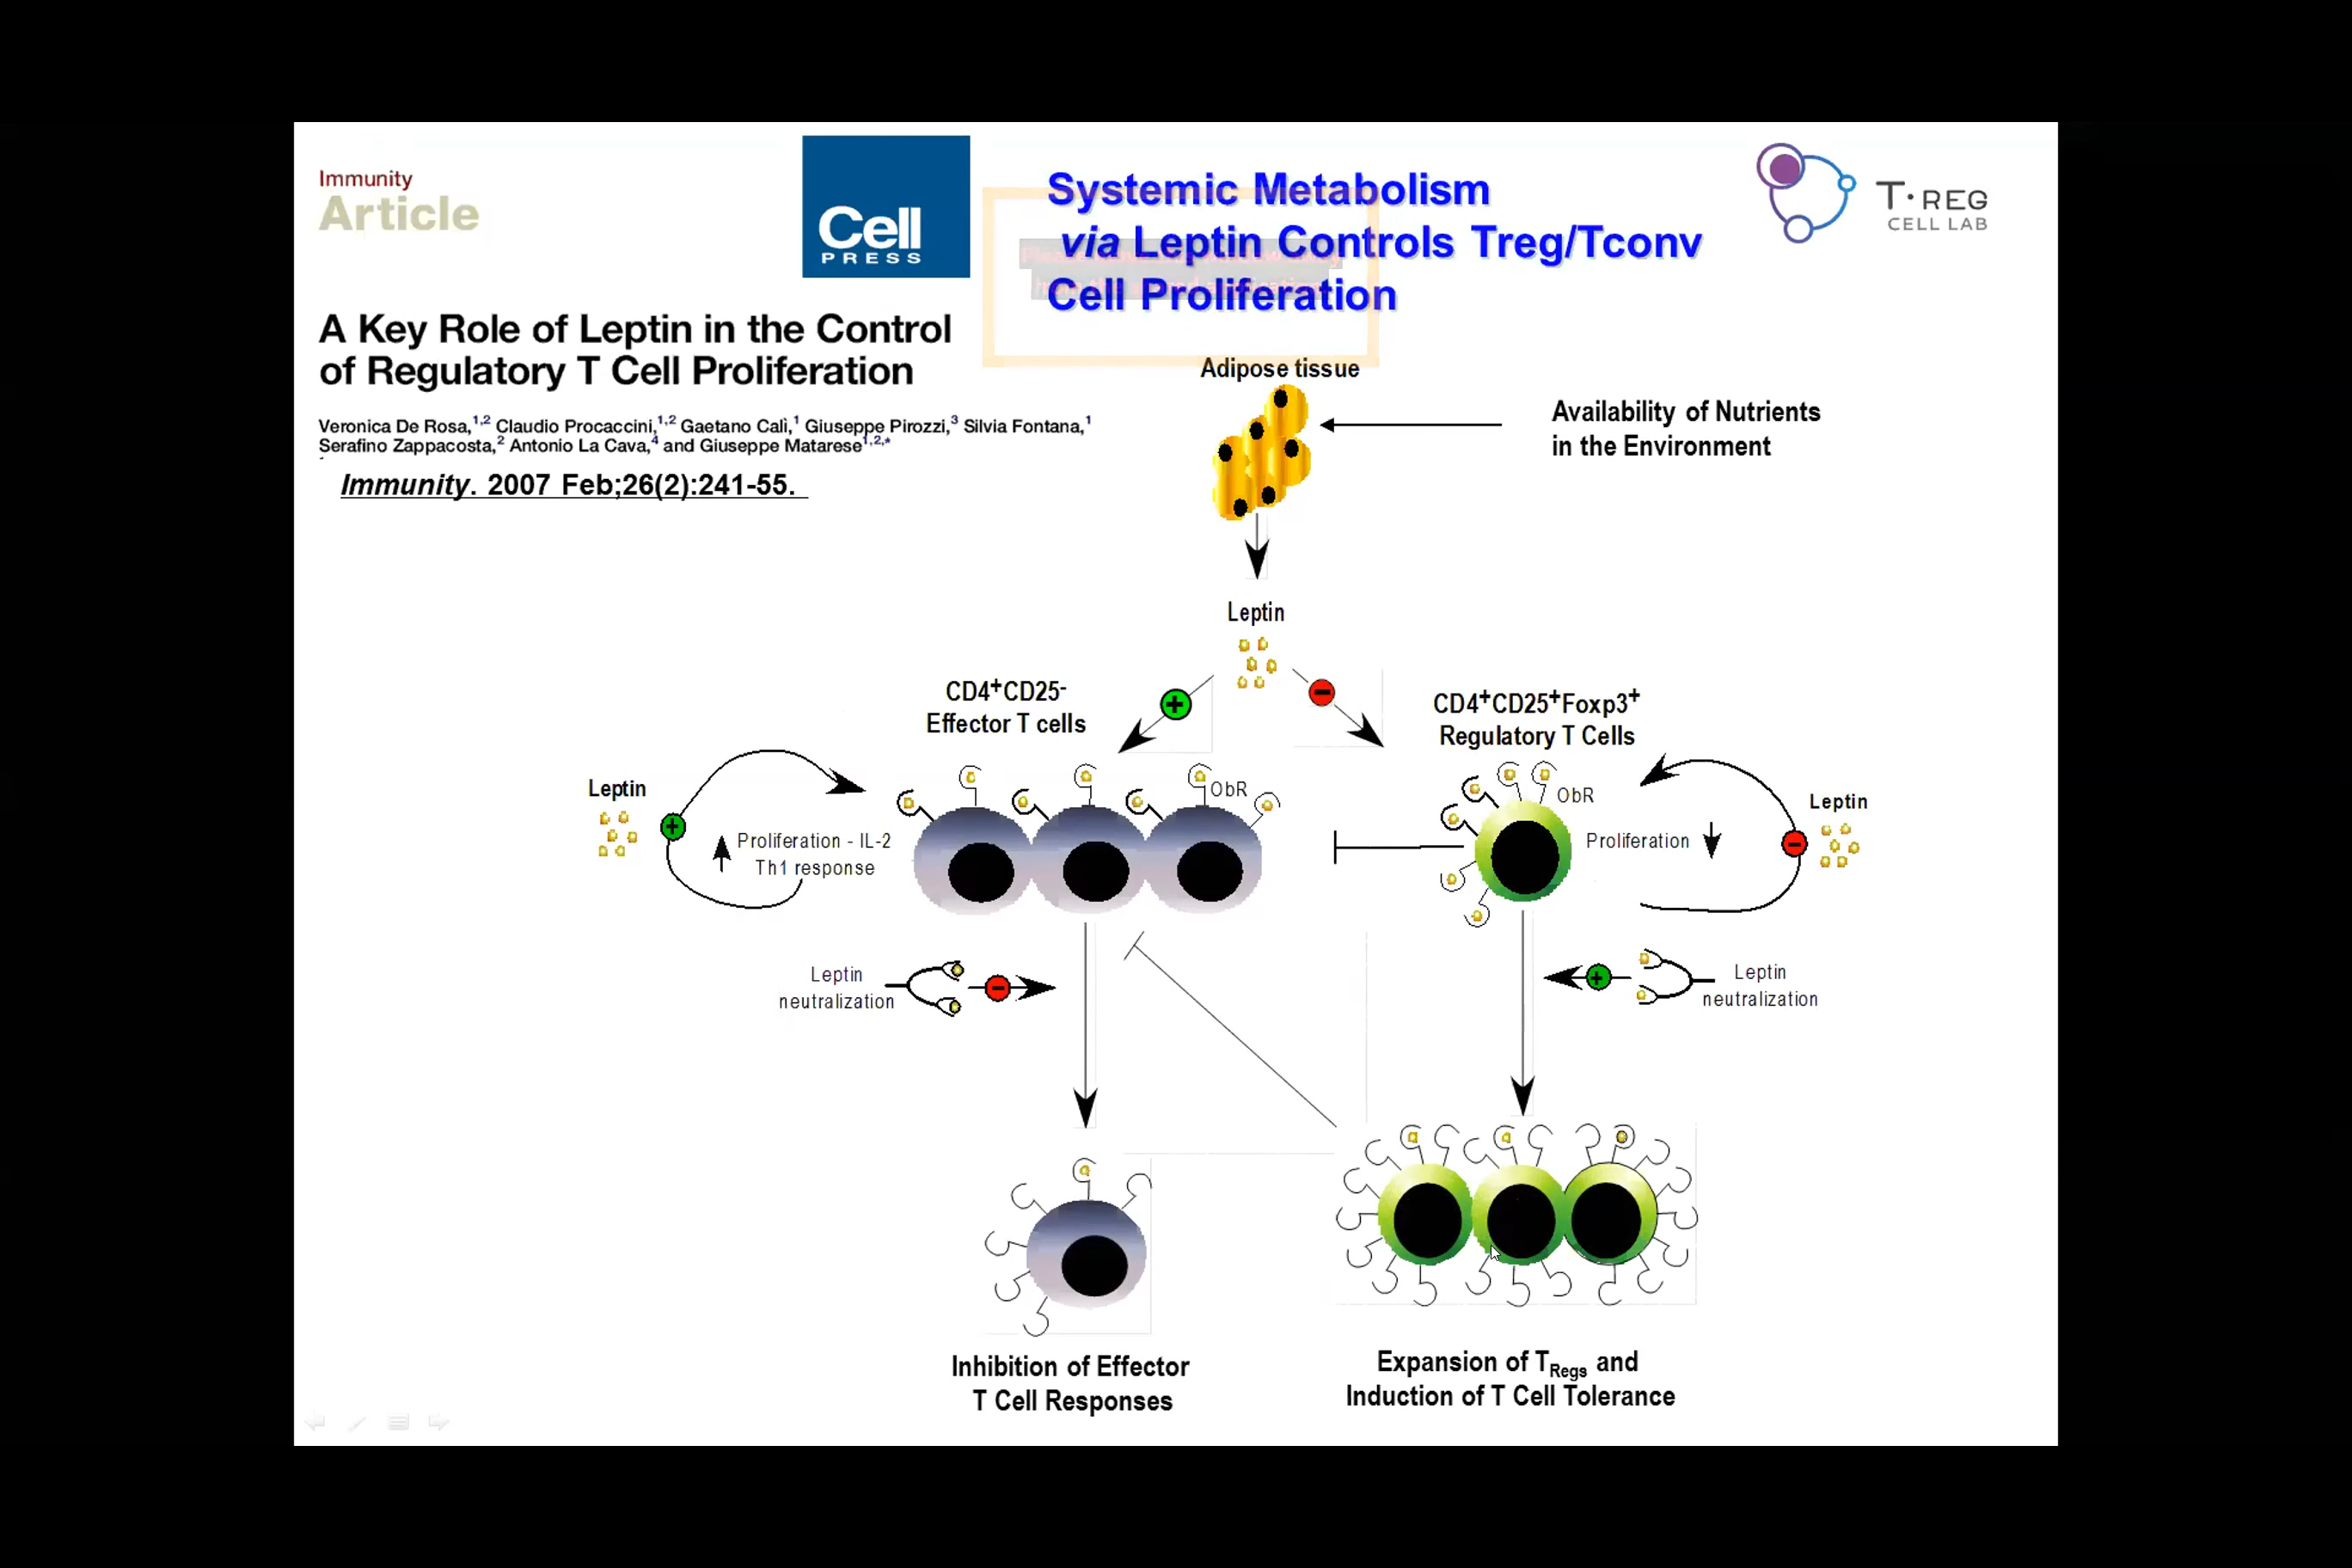 Immunity
Article
Cell
PRESS
Systemic Metabolism
via Leptin Controls Treg/Tconv
Cell Proliferation
T·REG
CELL LAB
A Key Role of Leptin in the Control
of Regulatory T Cell Proliferation
Veronica De Rosa,1,2 Claudio Procaccini,1,2 Gaetano Calì,1 Giuseppe Pirozzi,3 Silvia Fontana,1
Serafino Zappacosta,2 Antonio La Cava,4 and Giuseppe Matarese1,2,*
Immunity. 2007 Feb;26(2):241-55.
Adipose tissue
Availability of Nutrients
in the Environment
Leptin
CD4+CD25-
Effector T cells
CD4+CD25+Foxp3+
Regulatory T Cells
Leptin
ObR
Proliferation - IL-2
Th1 response
ObR
Proliferation
Leptin
Leptin
neutralization
Leptin
neutralization
Inhibition of Effector
T Cell Responses
Expansion of TRegs and
Induction of T Cell Tolerance